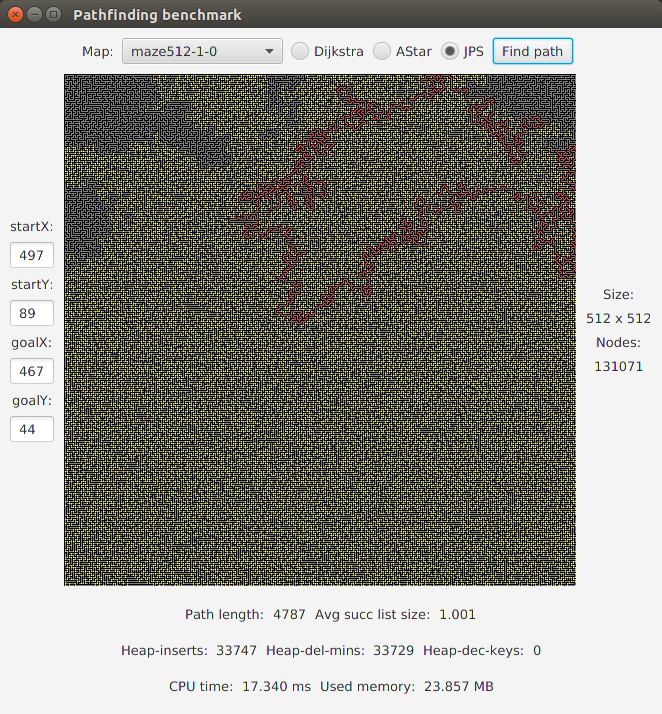 Pathfinding benchmark
Map: maze512-1-0 Dijkstra AStar JPS Find path
startX:
497
startY:
89
goalX:
467
goalY:
44
Size:
512 x 512
Nodes:
131071
Path length: 4787 Avg succ list size: 1.001
Heap-inserts: 33747 Heap-del-mins: 33729 Heap-dec-keys: 0
CPU time: 17.340 ms Used memory: 23.857 MB